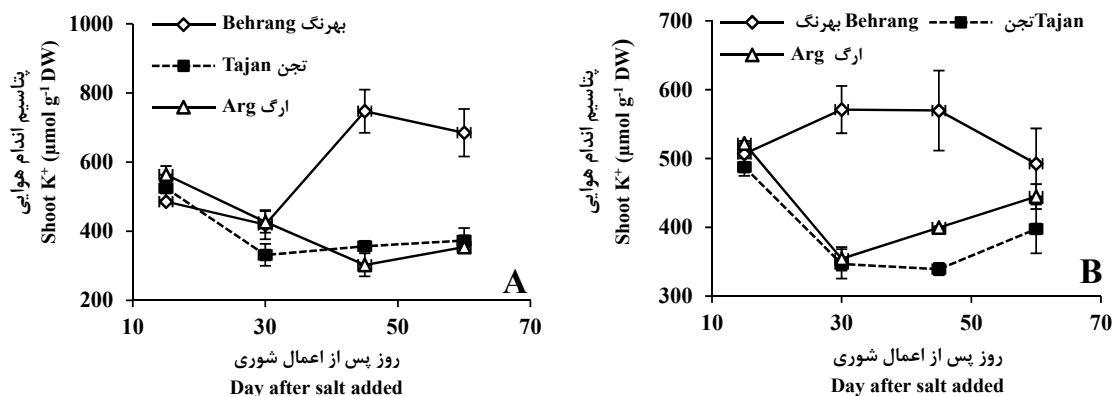 پتاسیم اندام هوایی
Shoot K⁺ (µmol g⁻¹ DW)
1000
800
600
400
200
بهرنگ Behrang
تجن Tajan
ارگ Arg
A
10
30
50
70
روز پس از اعمال شوری
Day after salt added
پتاسیم اندام هوایی
Shoot K⁺ (µmol g⁻¹ DW)
700
600
500
400
300
بهرنگ Behrang
تجن Tajan
ارگ Arg
B
10
30
50
70
روز پس از اعمال شوری
Day after salt added